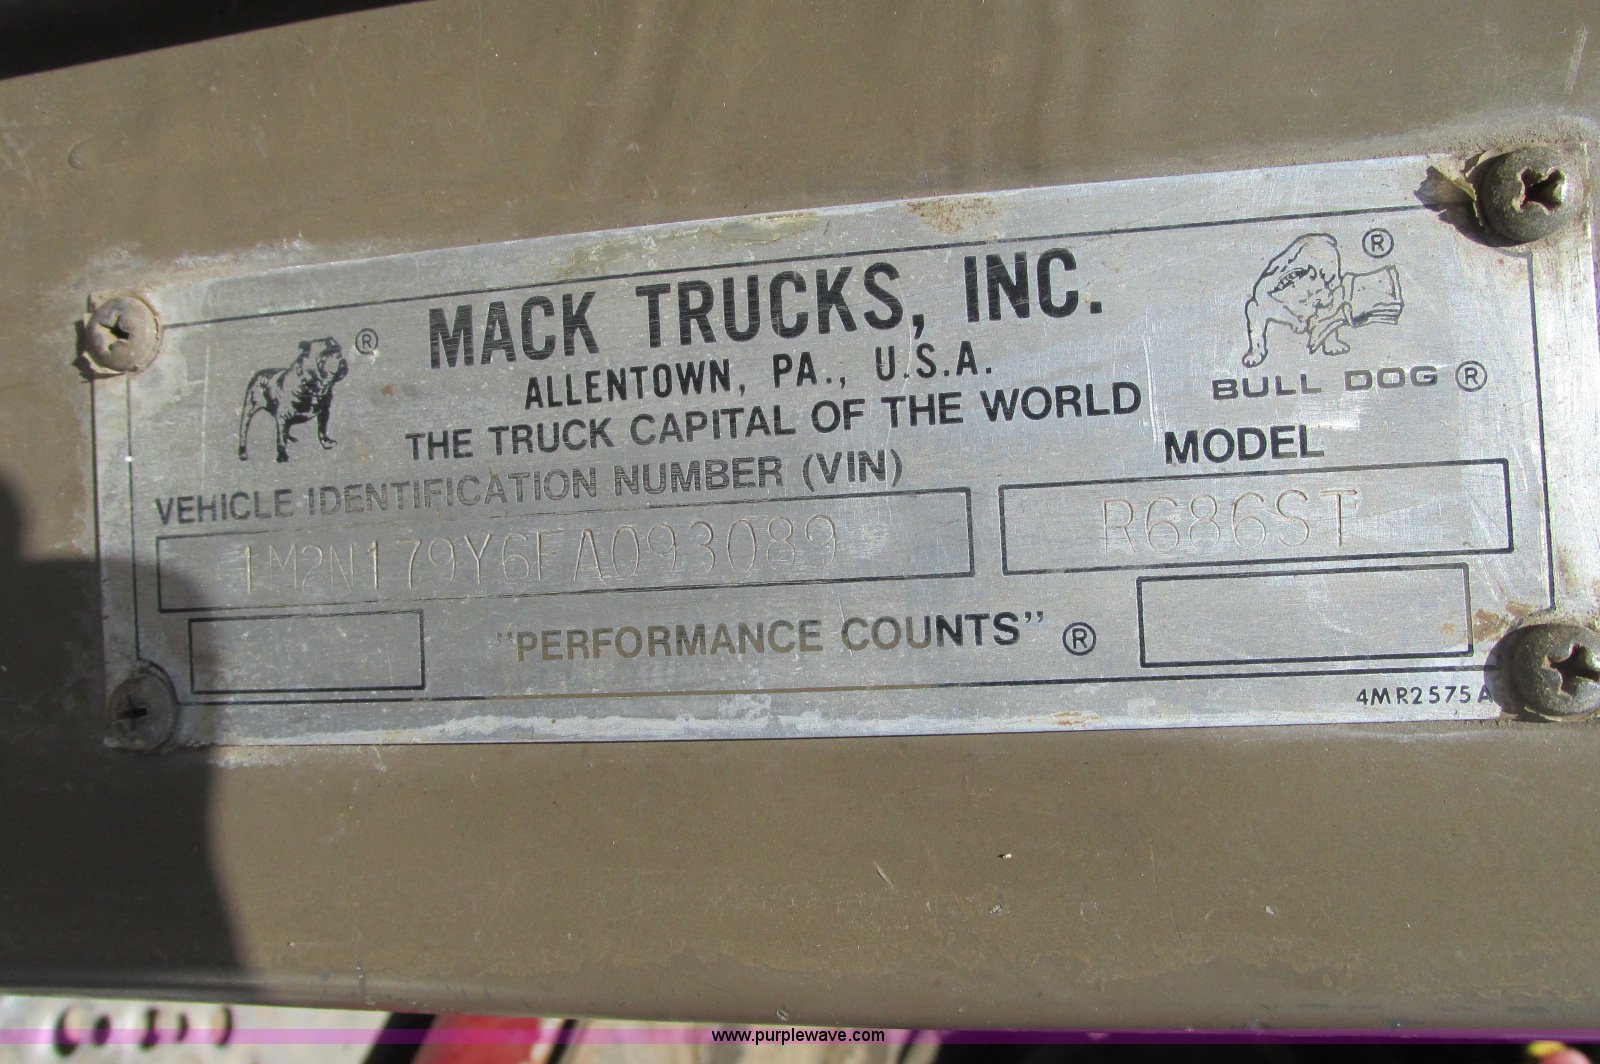 ®
MACK TRUCKS, INC.
ALLENTOWN, PA., U.S.A.
THE TRUCK CAPITAL OF THE WORLD
®
BULL DOG ®
VEHICLE IDENTIFICATION NUMBER (VIN)
MODEL
1M2N179Y6FA093089
R686ST
"PERFORMANCE COUNTS" ®
4MR2575A
www.purplewave.com